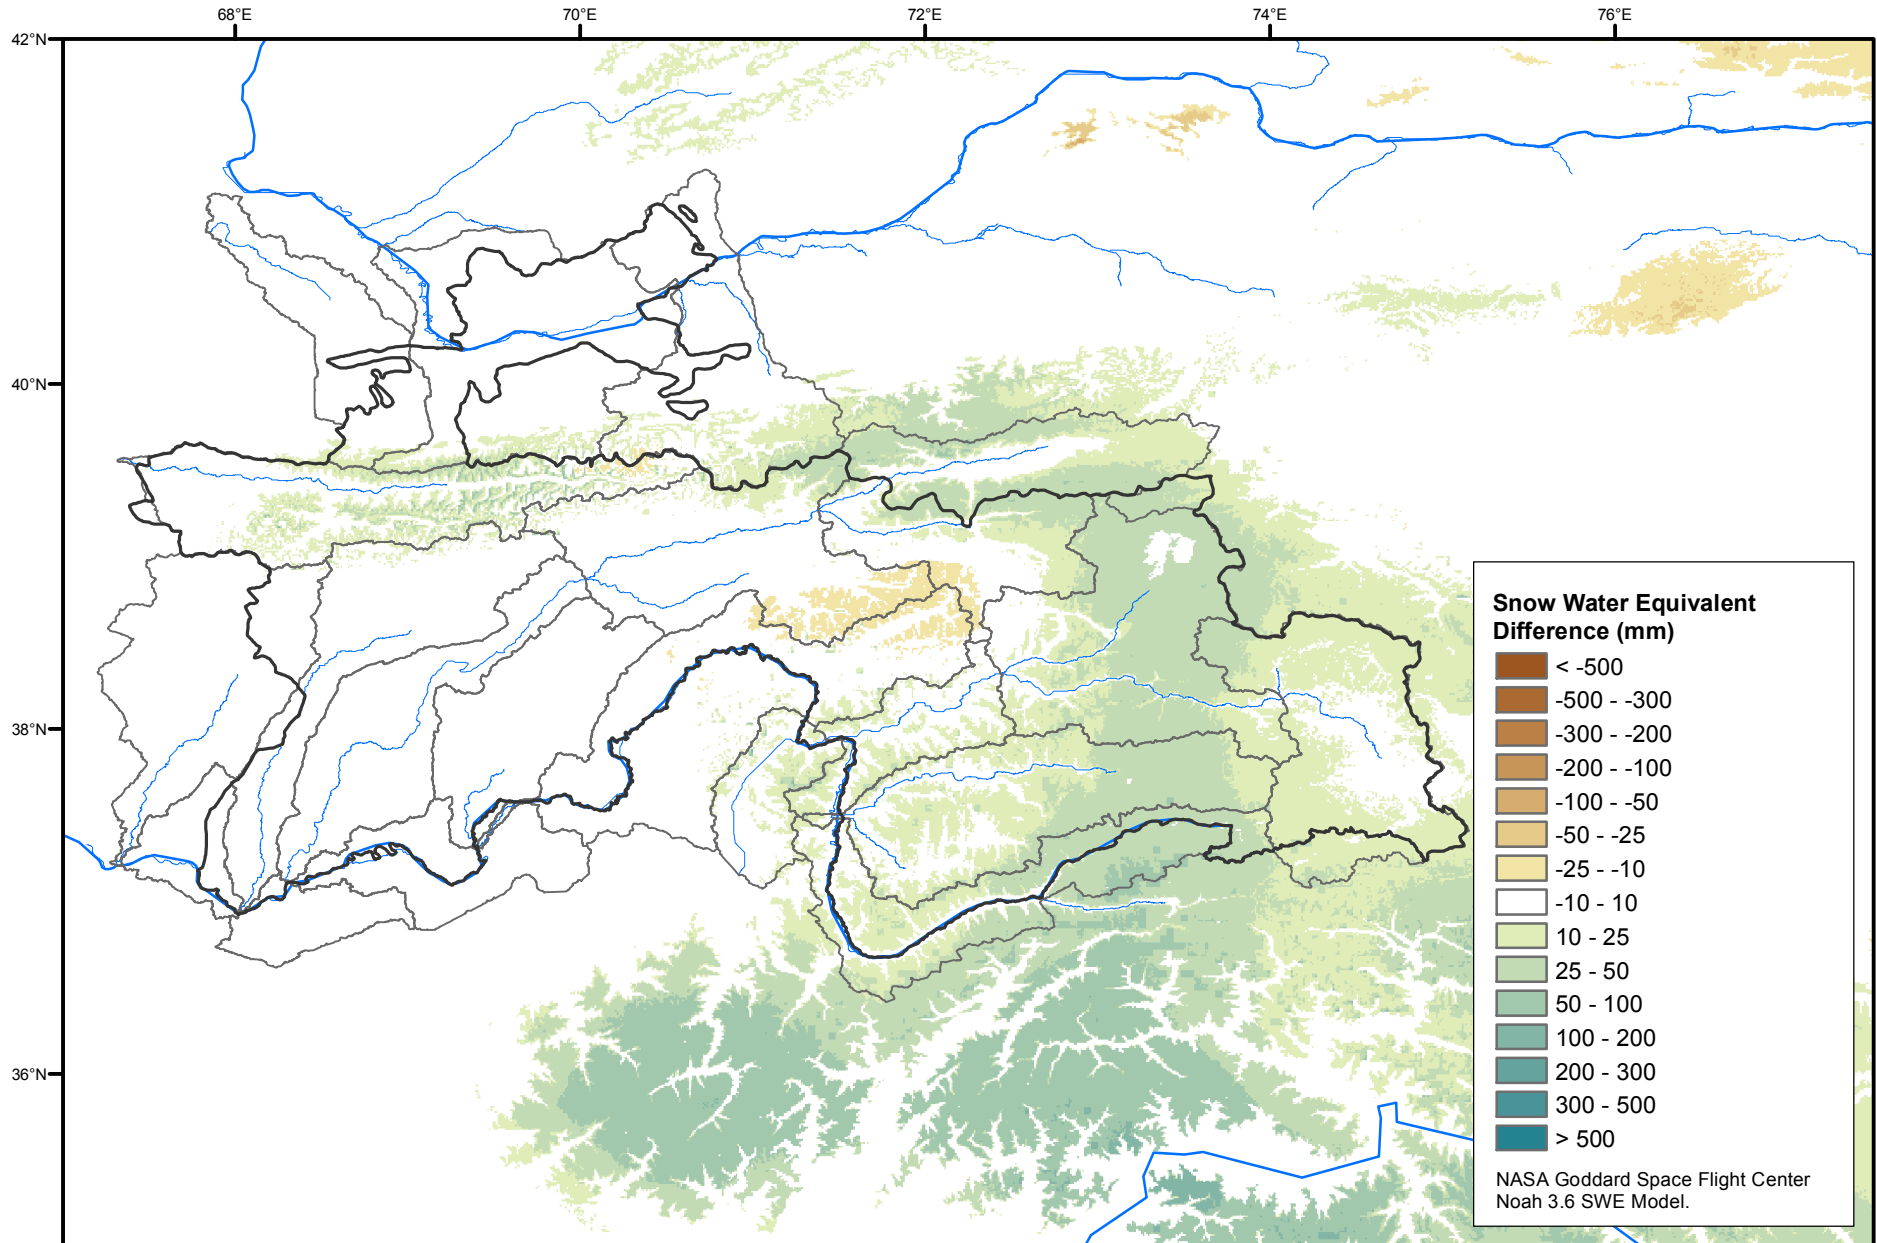 68°E 70°E 72°E 74°E 76°E
42°N
40°N
38°N
36°N
Snow Water Equivalent
Difference (mm)
< -500
-500 - -300
-300 - -200
-200 - -100
-100 - -50
-50 - -25
-25 - -10
-10 - 10
10 - 25
25 - 50
50 - 100
100 - 200
200 - 300
300 - 500
> 500
NASA Goddard Space Flight Center
Noah 3.6 SWE Model.